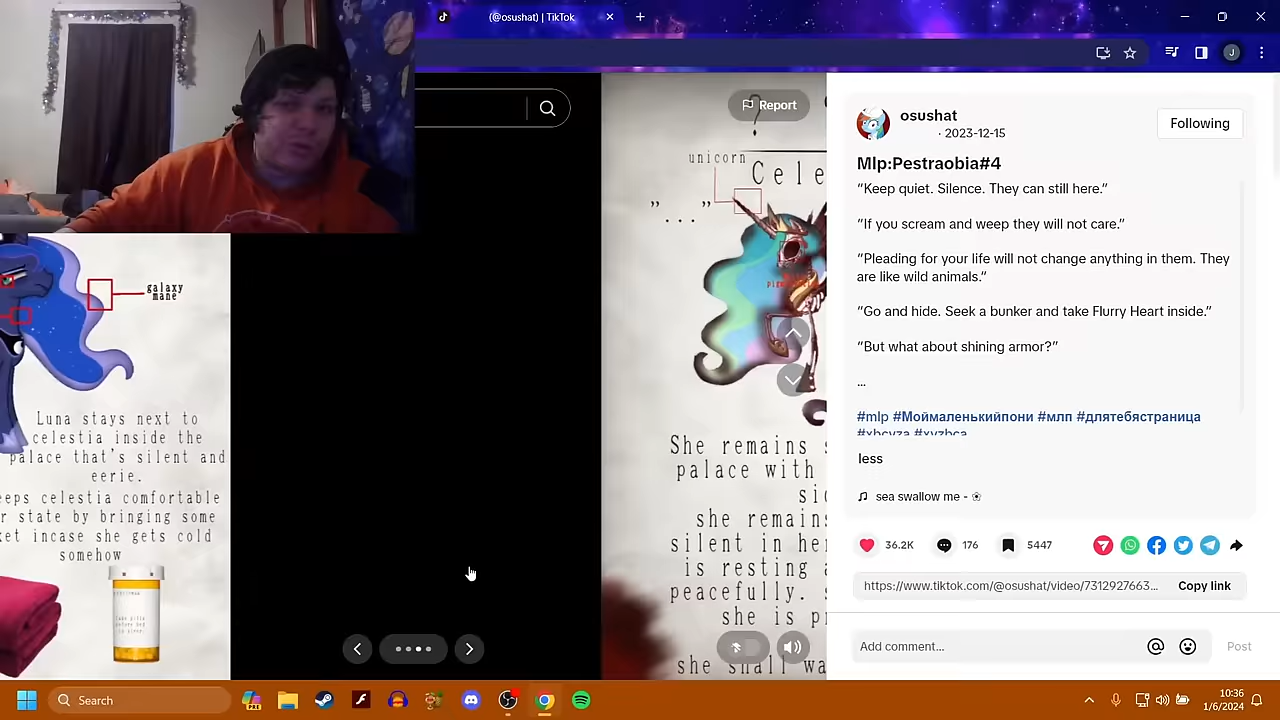 (@osushat) | TikTok
J
Report
osushat
· 2023-12-15
Following
Mlp:Pestraobia#4
“Keep quiet. Silence. They can still here.”
“If you scream and weep they will not care.”
“Pleading for your life will not change anything in them. They
are like wild animals.“
“Go and hide. Seek a bunker and take Flurry Heart inside.”
“But what about shining armor?”
...
#mlp #Моймаленькийпони #млп #длятебястраница
less
sea swallow me - ֍
36.2K
176
5447
https://www.tiktok.com/@osushat/video/7312927663...
Copy link
Add comment...
Post
galaxy
mane
Luna stays next to
celestia inside the
palace that's silent and
eerie.
eeps celestia comfortable
r state by bringing some
ket incase she gets cold
somehow
?
unicorn
Cele
"..."
She remains s
palace with
sic
she remains
silent in her
is resting a
peacefully. s
she is pr
she shall wa
Search
10:36
1/6/2024